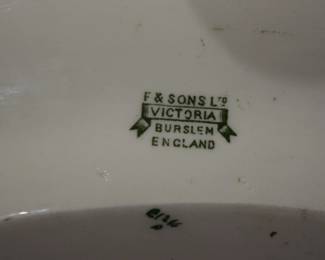 F & SONS LTD
VICTORIA
BURSLEM
ENGLAND